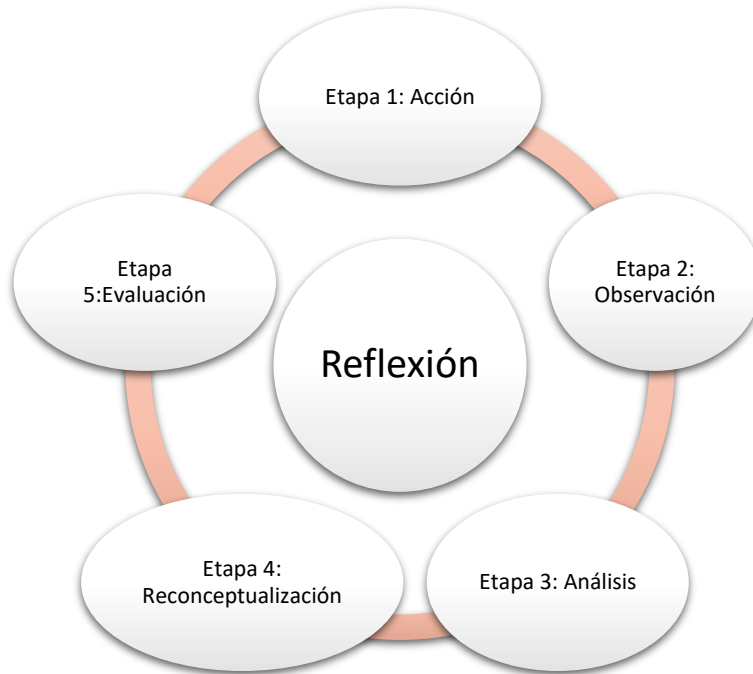 Etapa 1: Acción
Etapa 2:
Observación
Etapa 3: Análisis
Etapa 4:
Reconceptualización
Etapa
5:Evaluación
Reflexión